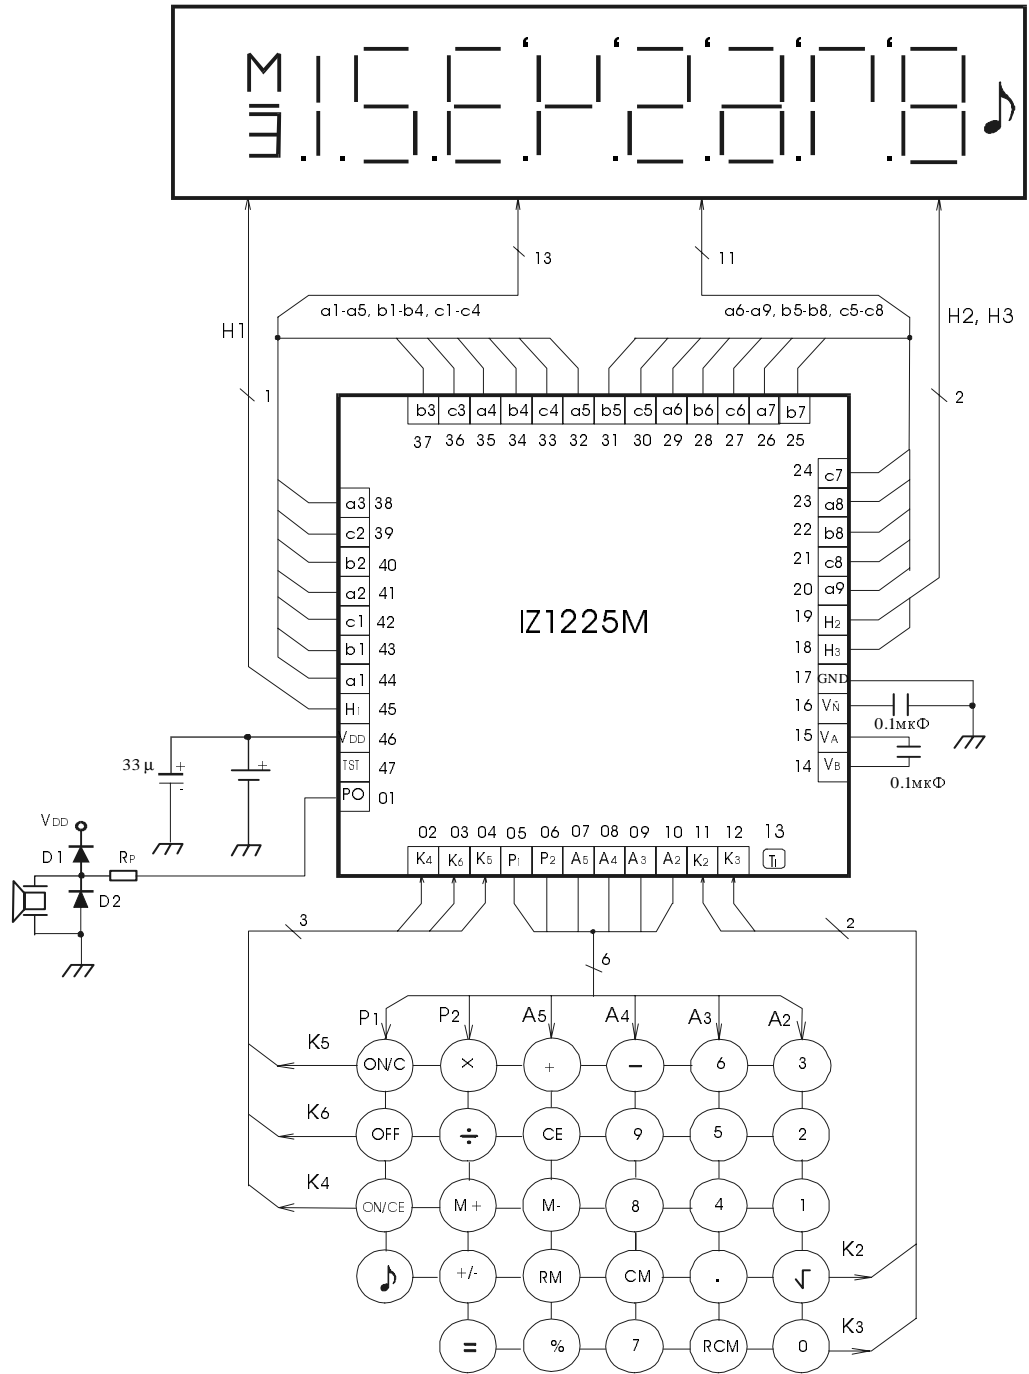 M
E
13 11
a1-a5, b1-b4, c1-c4 a6-a9, b5-b8, c5-c8
H1 H2, H3
1 2
b3 c3 a4 b4 c4 a5 b5 c5 a6 b6 c6 a7 b7
37 36 35 34 33 32 31 30 29 28 27 26 25
24 c7
a3 38 23 a8
c2 39 22 b8
b2 40 21 c8
a2 41 20 a9
c1 42 IZ1225M 19 H2
b1 43 18 H3
a1 44 17 GND
H1 45 16 VÑ
0.1мкФ
VDD 46 15 VA
33 µ + + TST 47 14 VB
-
0.1мкФ
PO 01
VDD 02 03 04 05 06 07 08 09 10 11 12 13
D1 RP K4 K6 K5 P1 P2 A5 A4 A3 A2 K2 K3 T1
D2
3 2
6
P1 P2 A5 A4 A3 A2
K5 ON/C × + − 6 3
K6 OFF ÷ CE 9 5 2
K4 ON/CE M+ M- 8 4 1
♪ +/- RM CM . √ K2
= % 7 RCM 0 K3